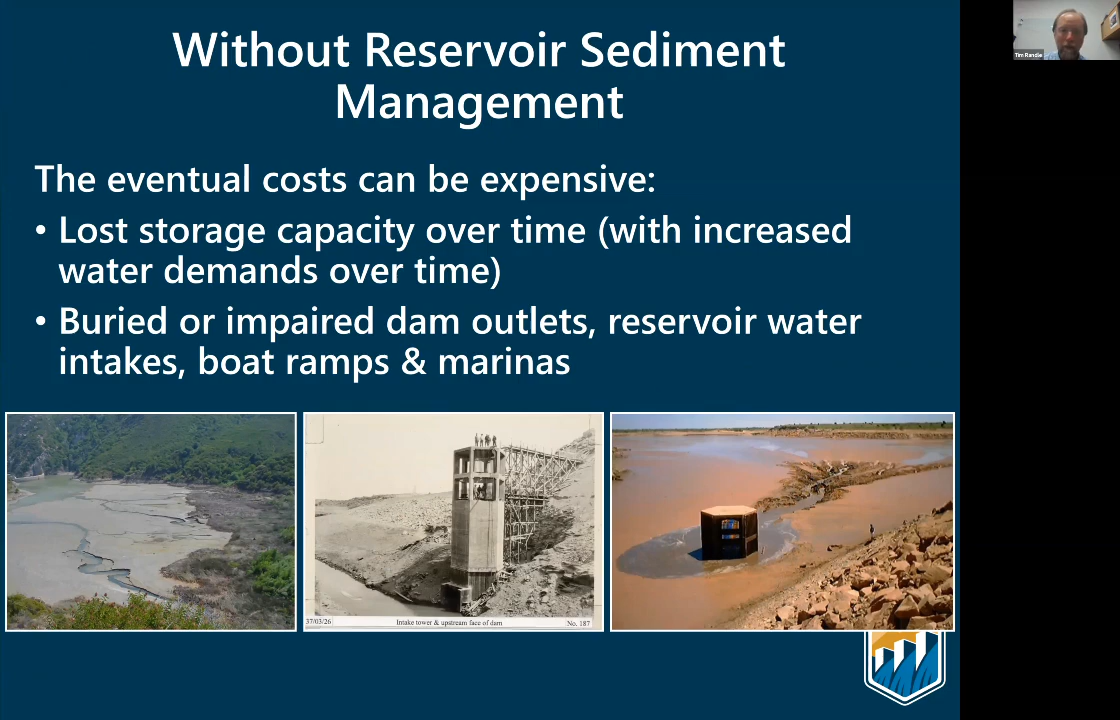 Without Reservoir Sediment
Management
The eventual costs can be expensive:
• Lost storage capacity over time (with increased
water demands over time)
• Buried or impaired dam outlets, reservoir water
intakes, boat ramps & marinas
37/03/26
Intake tower & upstream face of dam
No. 187
Tim Randle